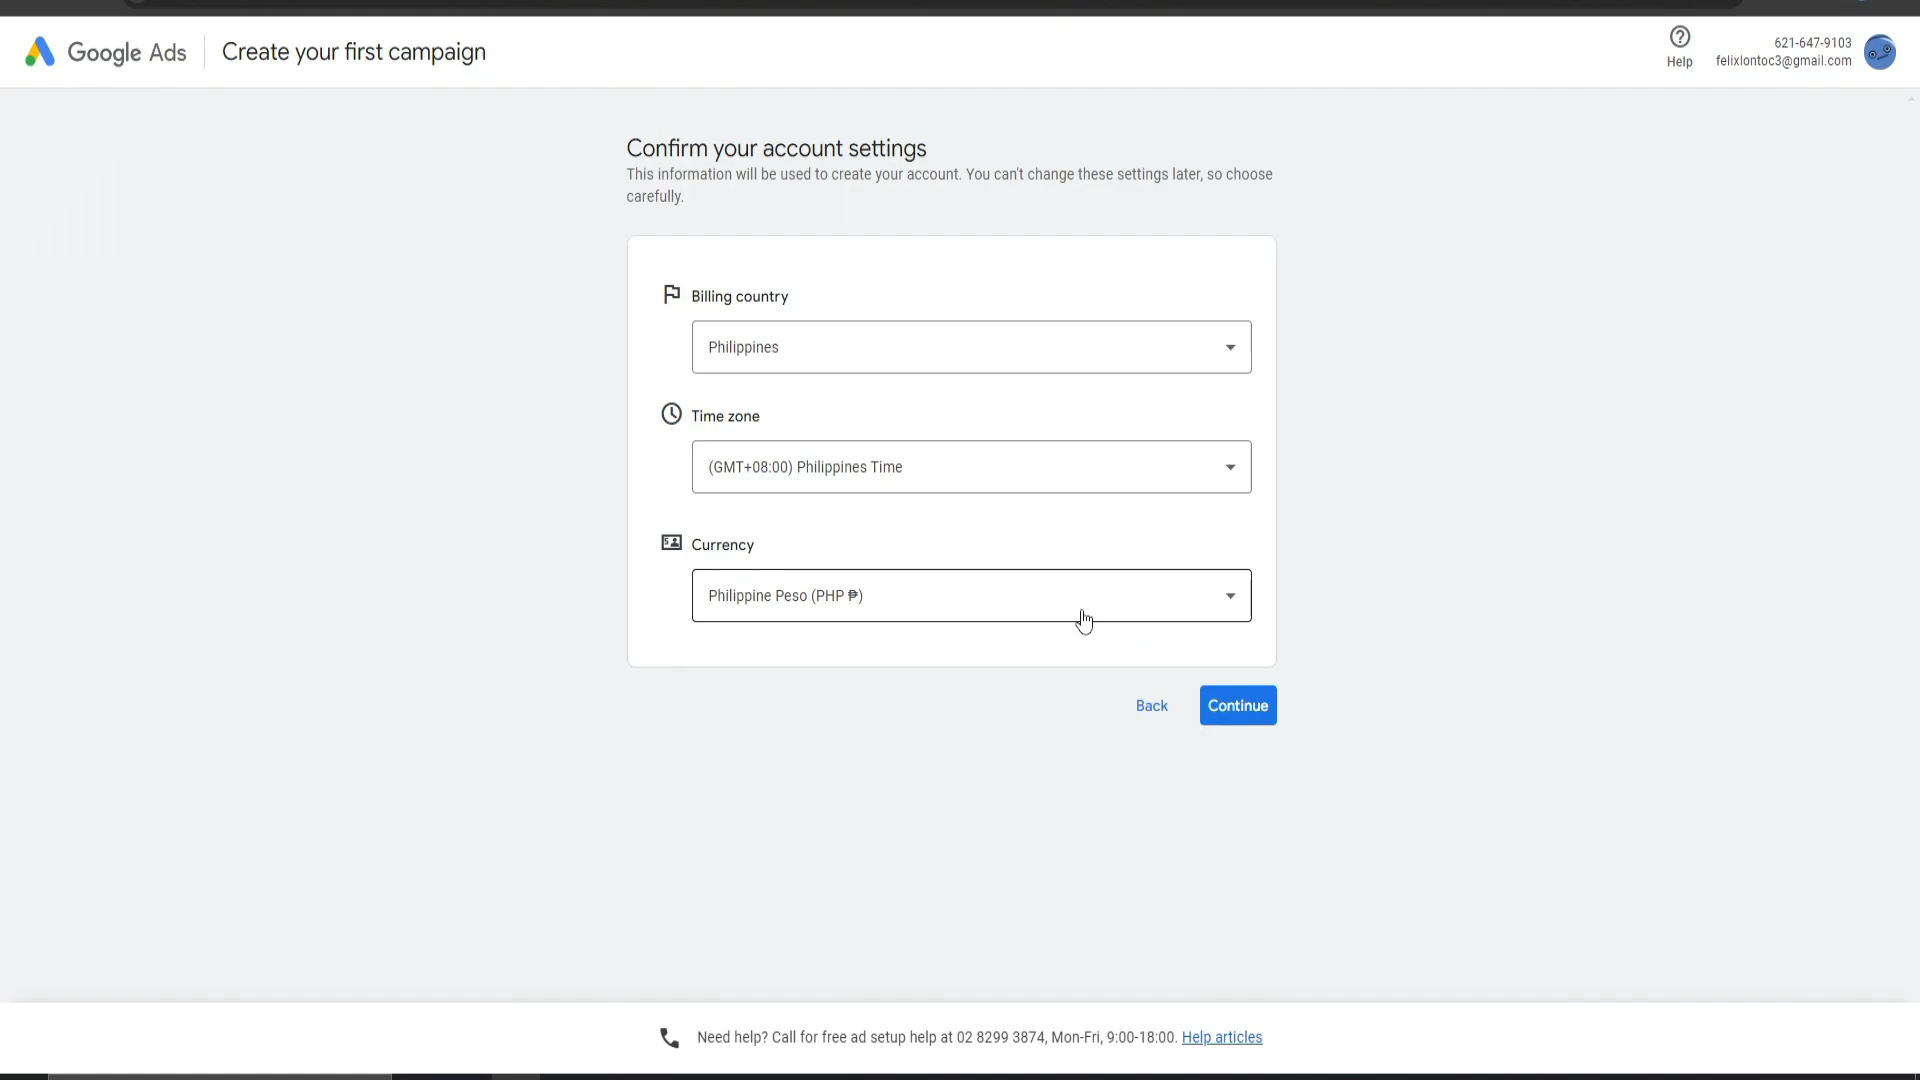 Google Ads
Create your first campaign
Help
621-647-9103
felixlontoc3@gmail.com
Confirm your account settings
This information will be used to create your account. You can't change these settings later, so choose
carefully.
Billing country
Philippines
Time zone
(GMT+08:00) Philippines Time
Currency
Philippine Peso (PHP ₱)
Back
Continue
Need help? Call for free ad setup help at 02 8299 3874, Mon-Fri, 9:00-18:00. Help articles